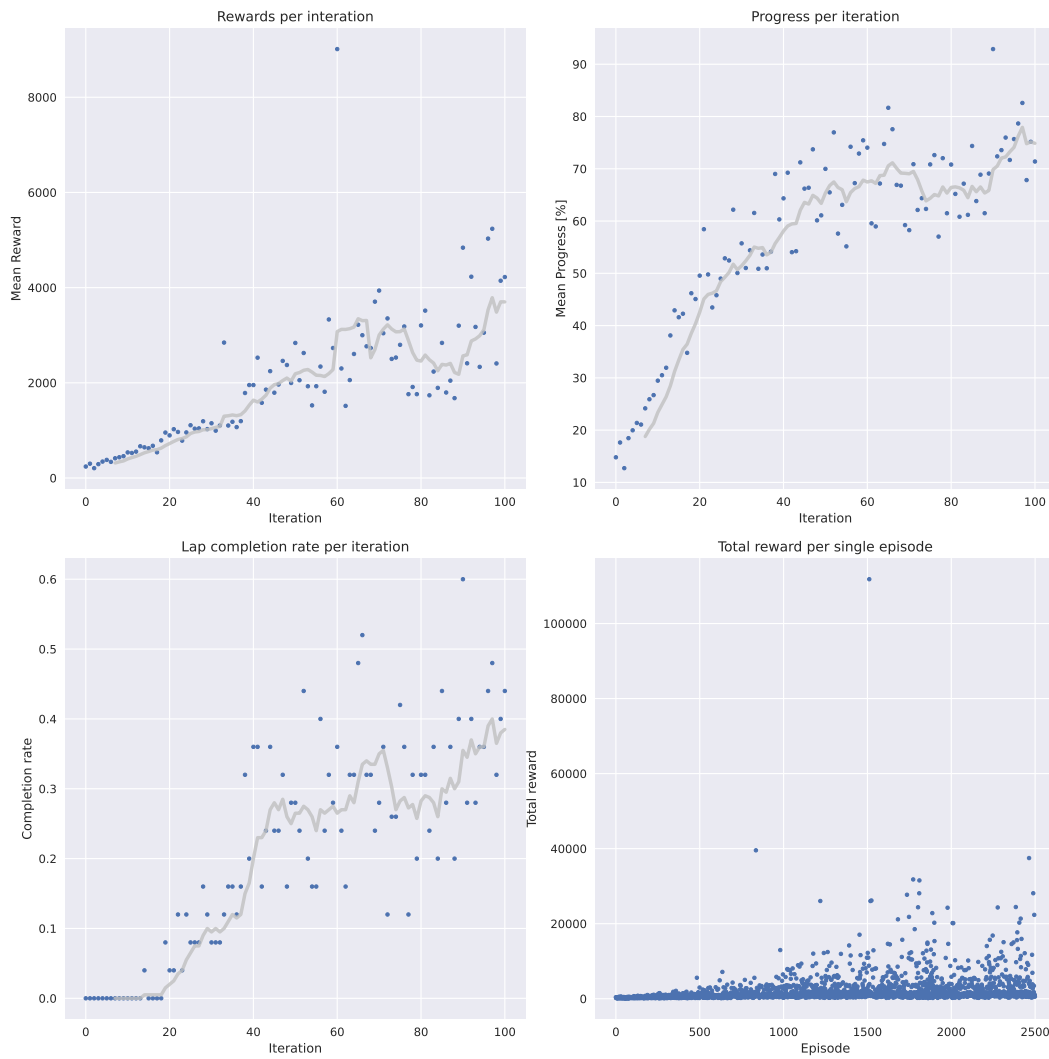 Rewards per interation
8000
6000
4000
2000
0
Mean Reward
0 20 40 60 80 100
Iteration
Progress per iteration
90
80
70
60
50
40
30
20
10
Mean Progress [%]
0 20 40 60 80 100
Iteration
Lap completion rate per iteration
0.6
0.5
0.4
0.3
0.2
0.1
0.0
Completion rate
0 20 40 60 80 100
Iteration
Total reward per single episode
100000
80000
60000
40000
20000
0
Total reward
0 500 1000 1500 2000 2500
Episode